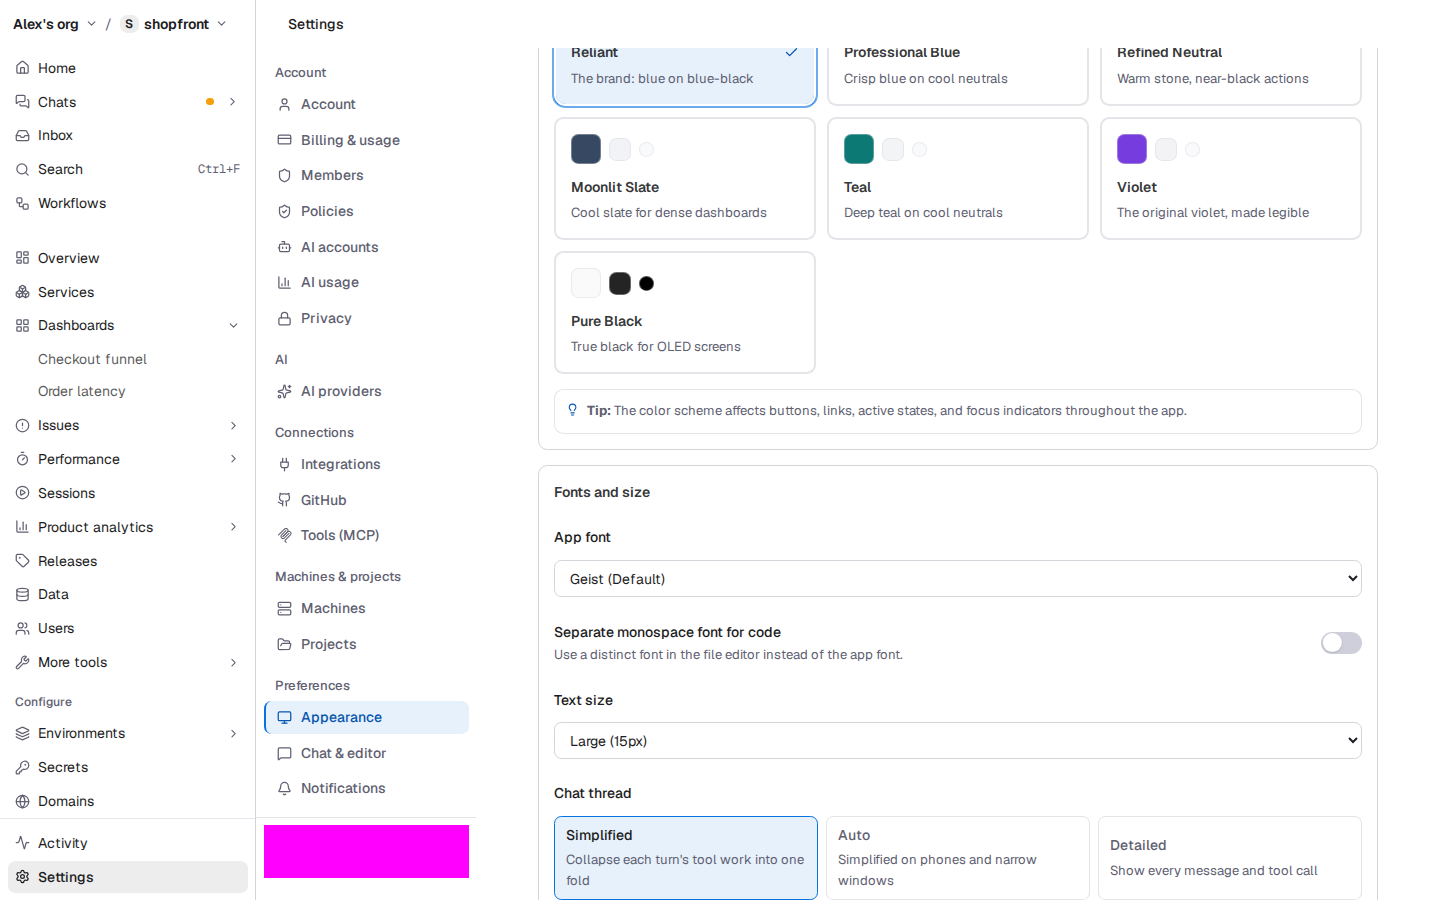 Alex's org / S shopfront
Home
Chats
Inbox
Search Ctrl+F
Workflows
Overview
Services
Dashboards
Checkout funnel
Order latency
Issues
Performance
Sessions
Product analytics
Releases
Data
Users
More tools
Configure
Environments
Secrets
Domains
Activity
Settings
Settings
Account
Account
Billing & usage
Members
Policies
AI accounts
AI usage
Privacy
AI
AI providers
Connections
Integrations
GitHub
Tools (MCP)
Machines & projects
Machines
Projects
Preferences
Appearance
Chat & editor
Notifications
Reliant
The brand: blue on blue-black
Professional Blue
Crisp blue on cool neutrals
Refined Neutral
Warm stone, near-black actions
Moonlit Slate
Cool slate for dense dashboards
Teal
Deep teal on cool neutrals
Violet
The original violet, made legible
Pure Black
True black for OLED screens
Tip: The color scheme affects buttons, links, active states, and focus indicators throughout the app.
Fonts and size
App font
Geist (Default)
Separate monospace font for code
Use a distinct font in the file editor instead of the app font.
Text size
Large (15px)
Chat thread
Simplified
Collapse each turn's tool work into one
fold
Auto
Simplified on phones and narrow
windows
Detailed
Show every message and tool call